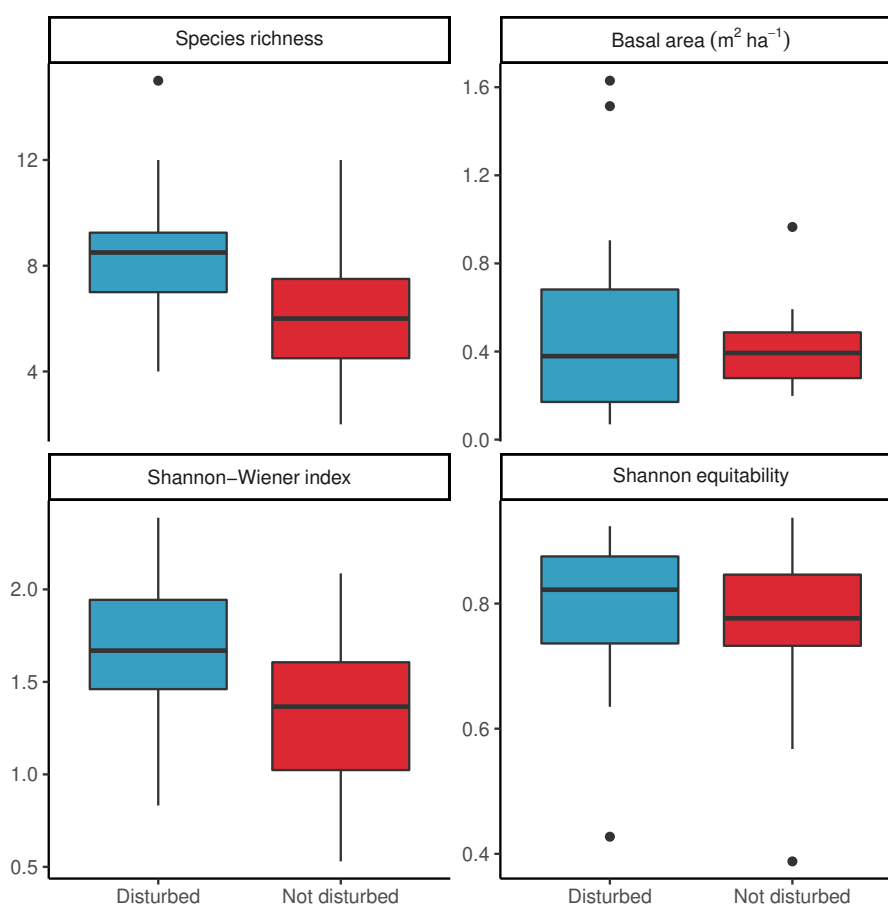 Species richness
Basal area (m² ha⁻¹)
12
8
4
1.6
1.2
0.8
0.4
0.0
Shannon−Wiener index
Shannon equitability
2.0
1.5
1.0
0.5
0.8
0.6
0.4
Disturbed
Not disturbed
Disturbed
Not disturbed